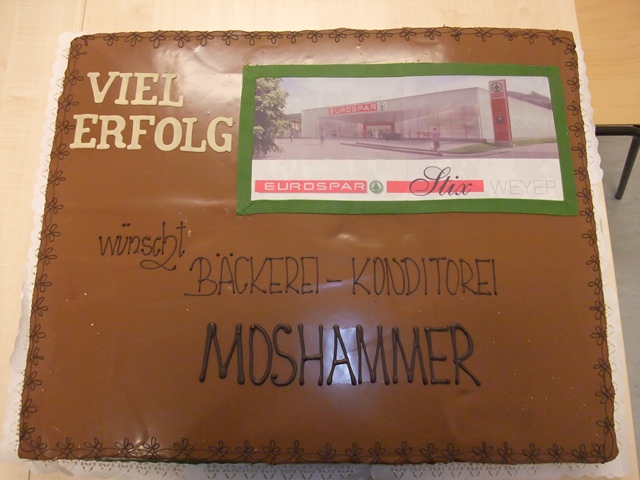 VIEL
ERFOLG
EUROSPAR
EUROSPAR Stix WEYER
wünscht
BÄCKEREI - KONDITOREI
MOSHAMMER